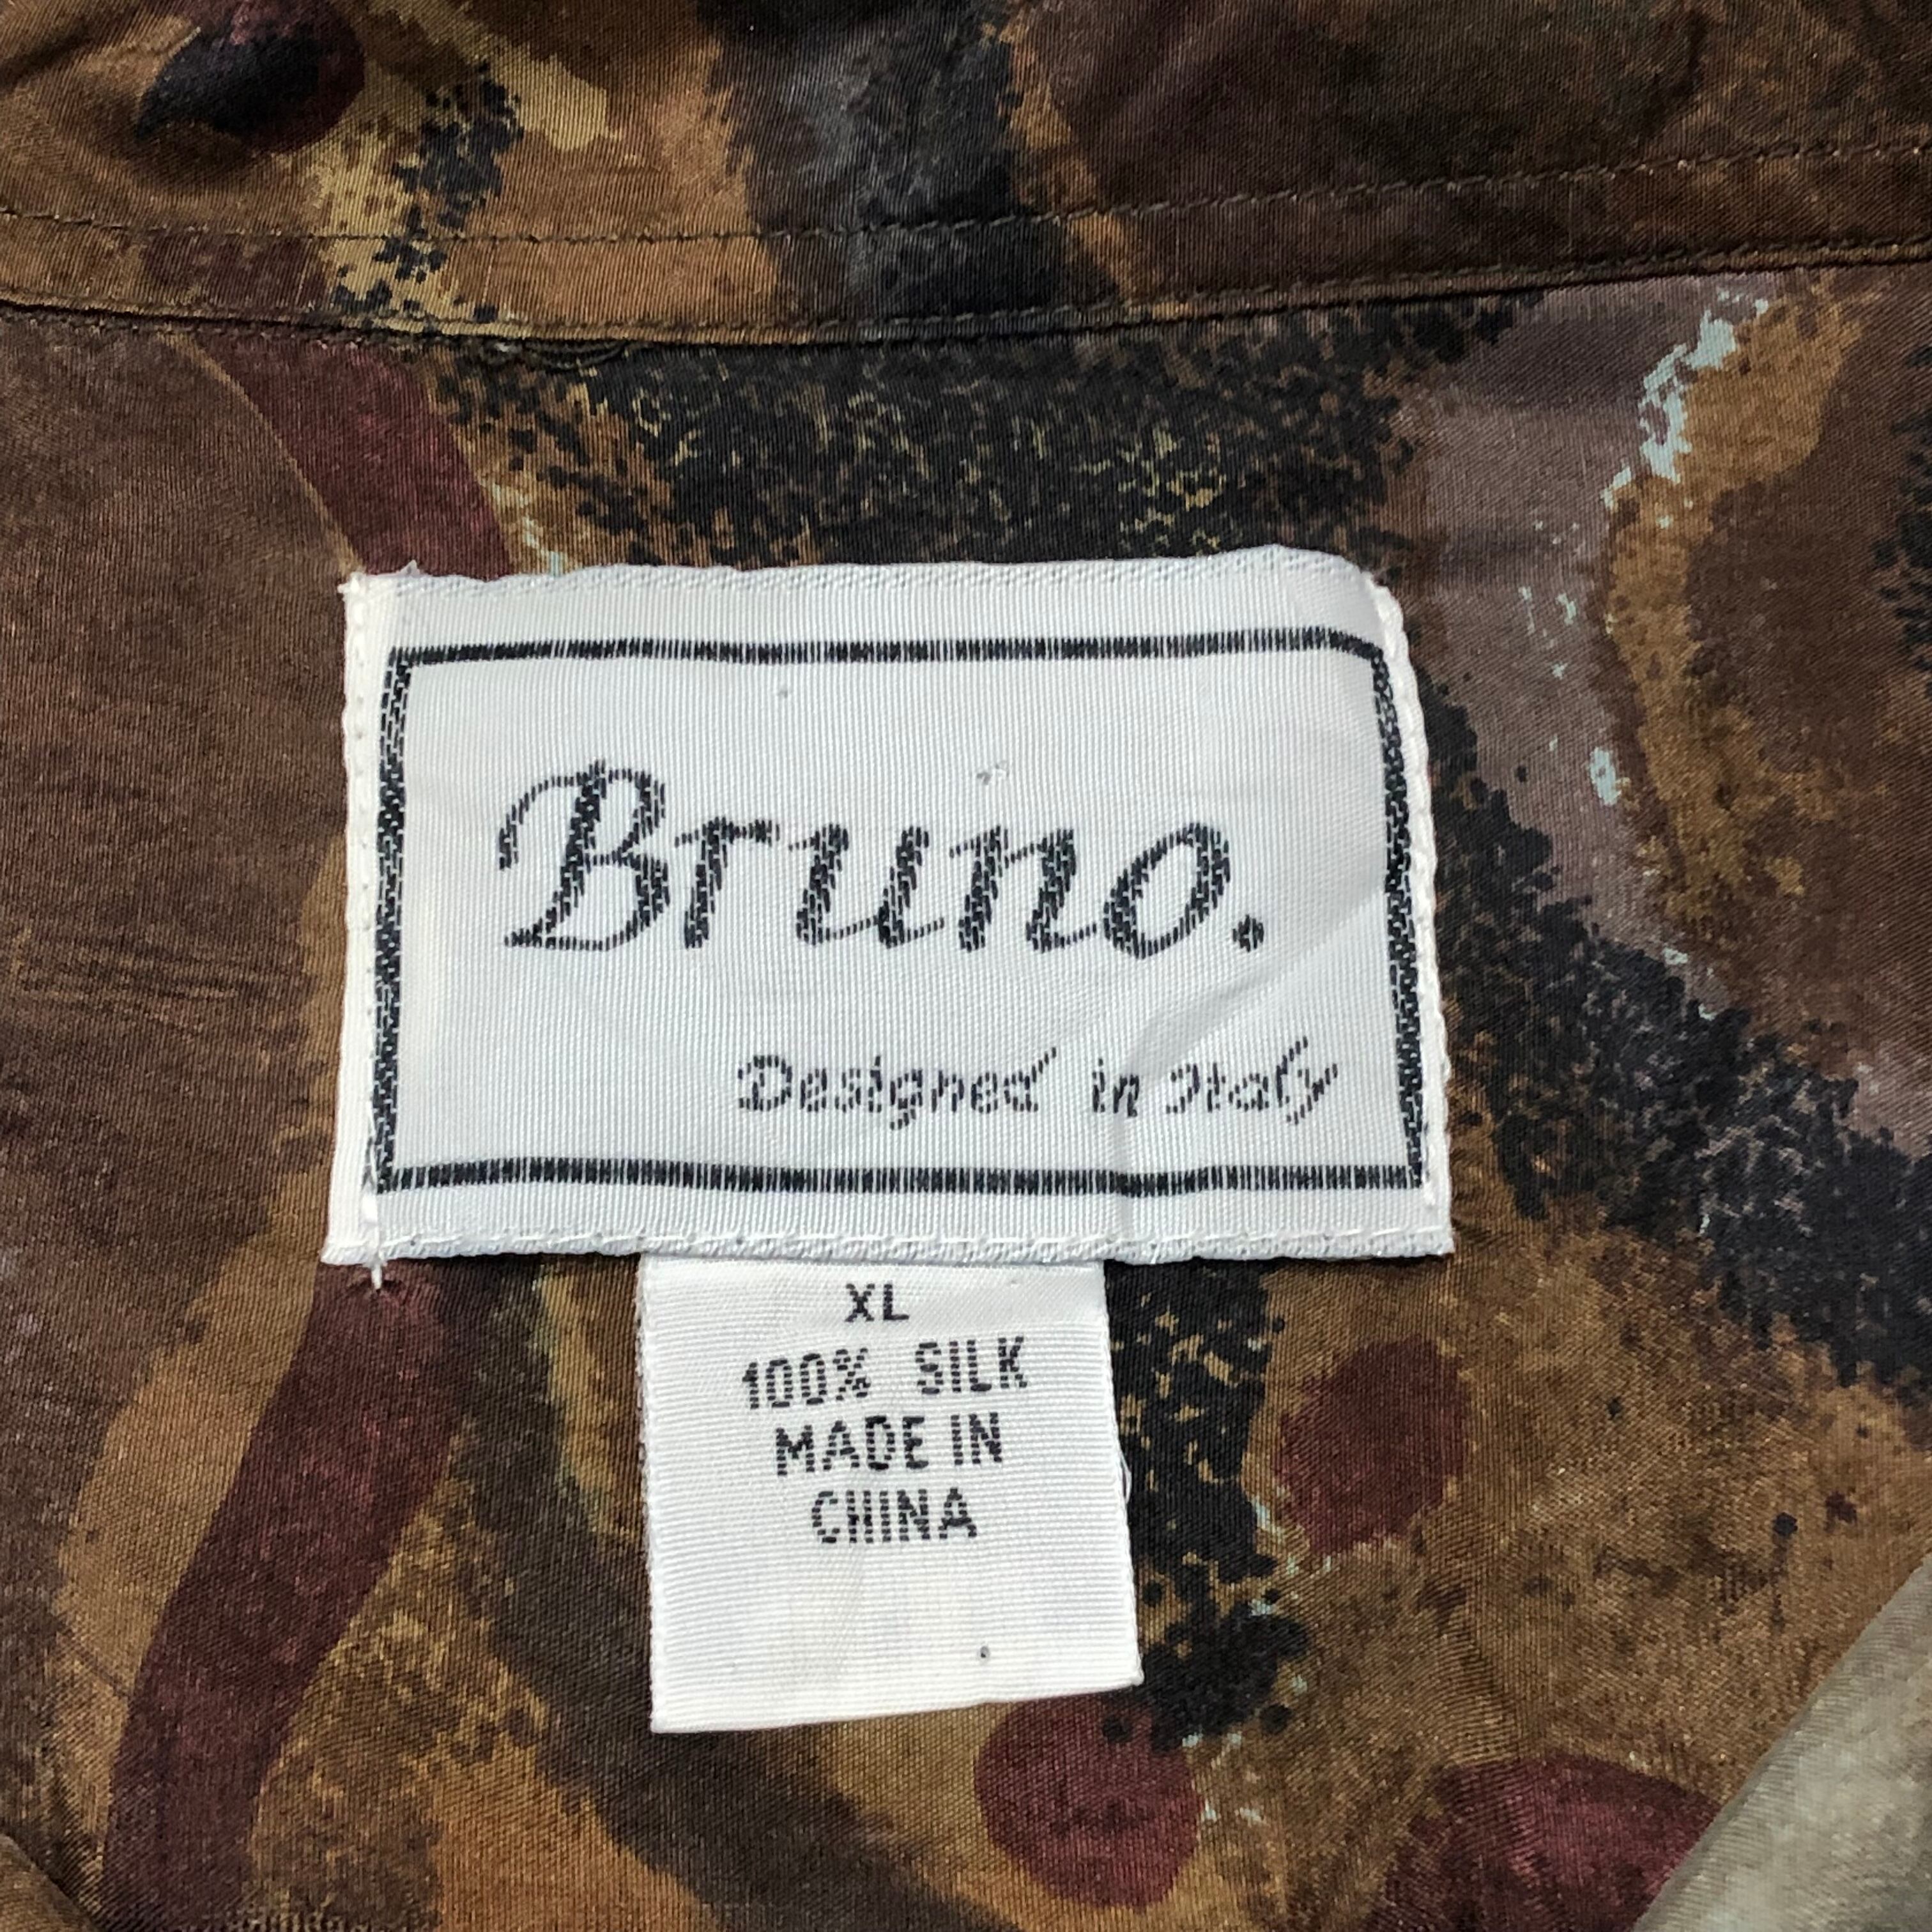 Bruno.
Designed in Italy
XL
100% SILK
MADE IN
CHINA